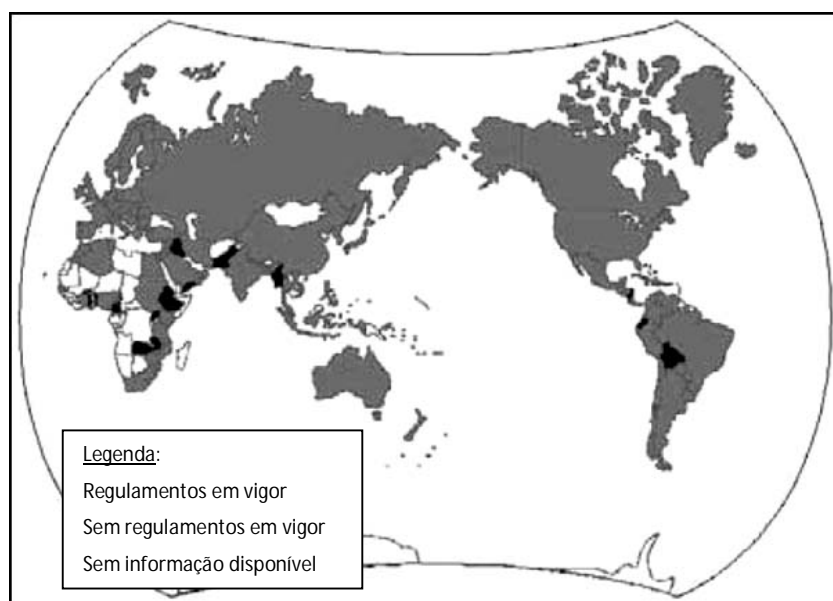 Legenda:
Regulamentos em vigor
Sem regulamentos em vigor
Sem informação disponível